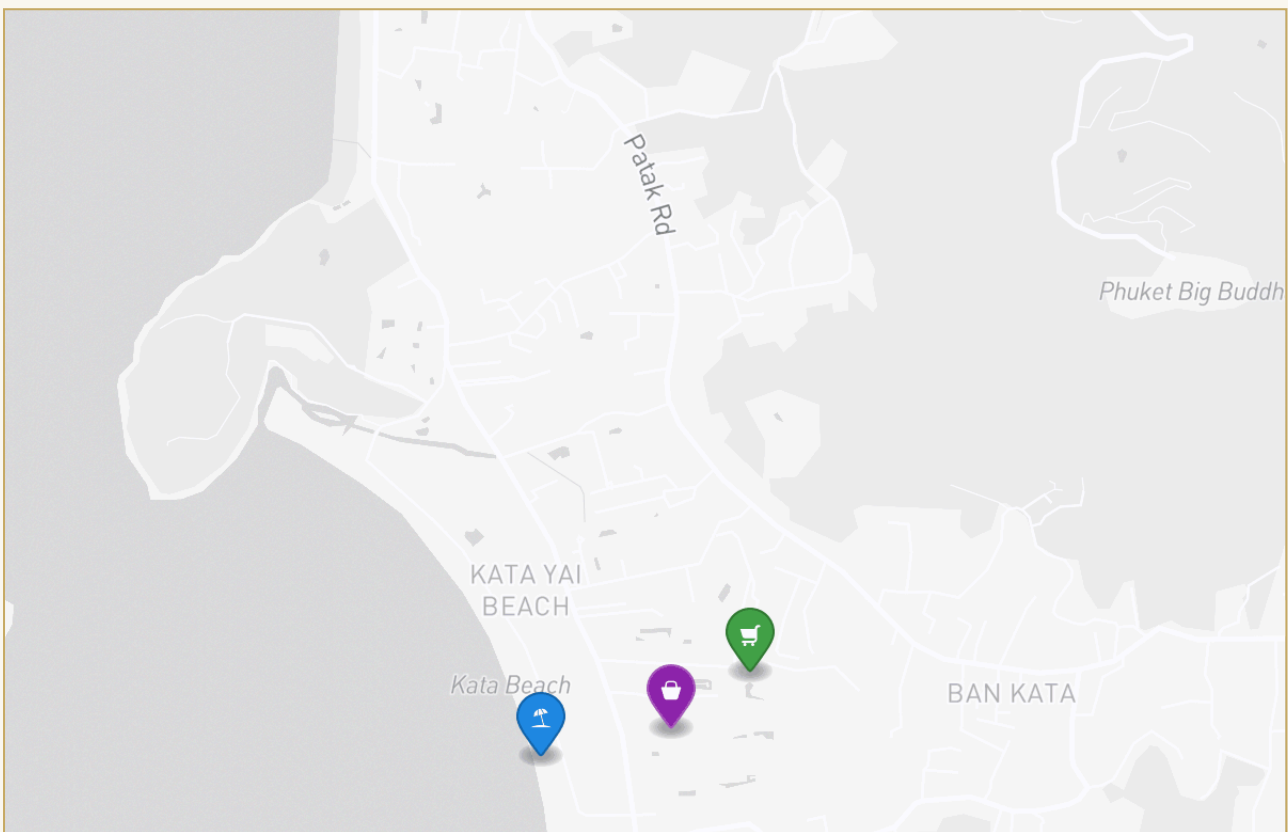 Patak Rd
Phuket Big Buddh
KATA YAI
BEACH
Kata Beach
BAN KATA